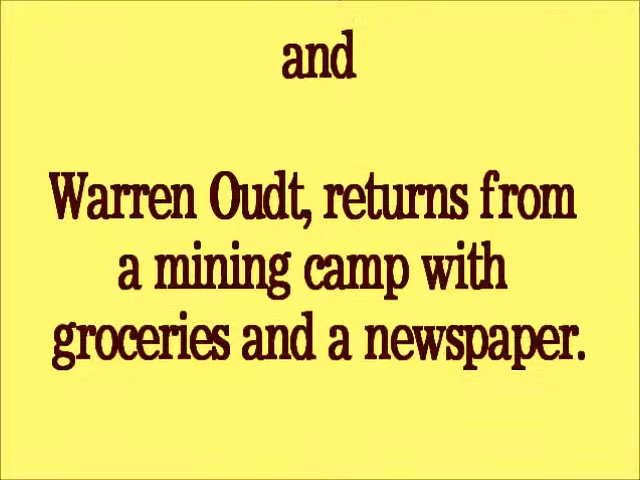 and
Warren Oudt, returns from
a mining camp with
groceries and a newspaper.